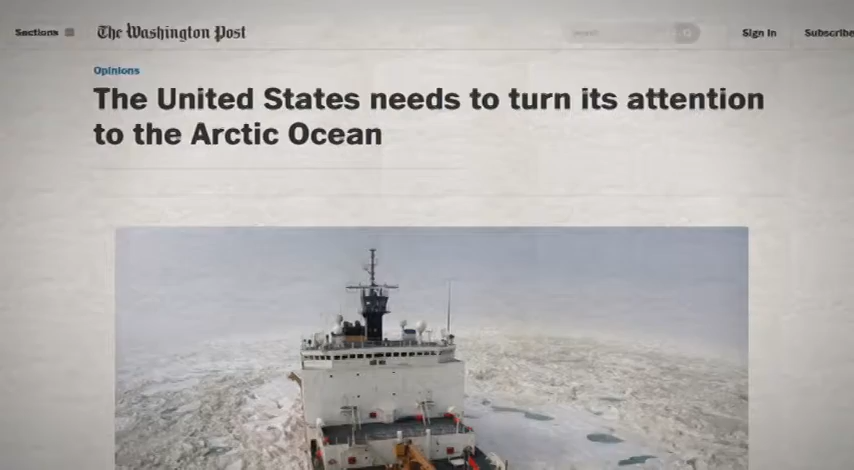 Sections
The Washington Post
Sign In
Subscribe
Opinions
The United States needs to turn its attention
to the Arctic Ocean